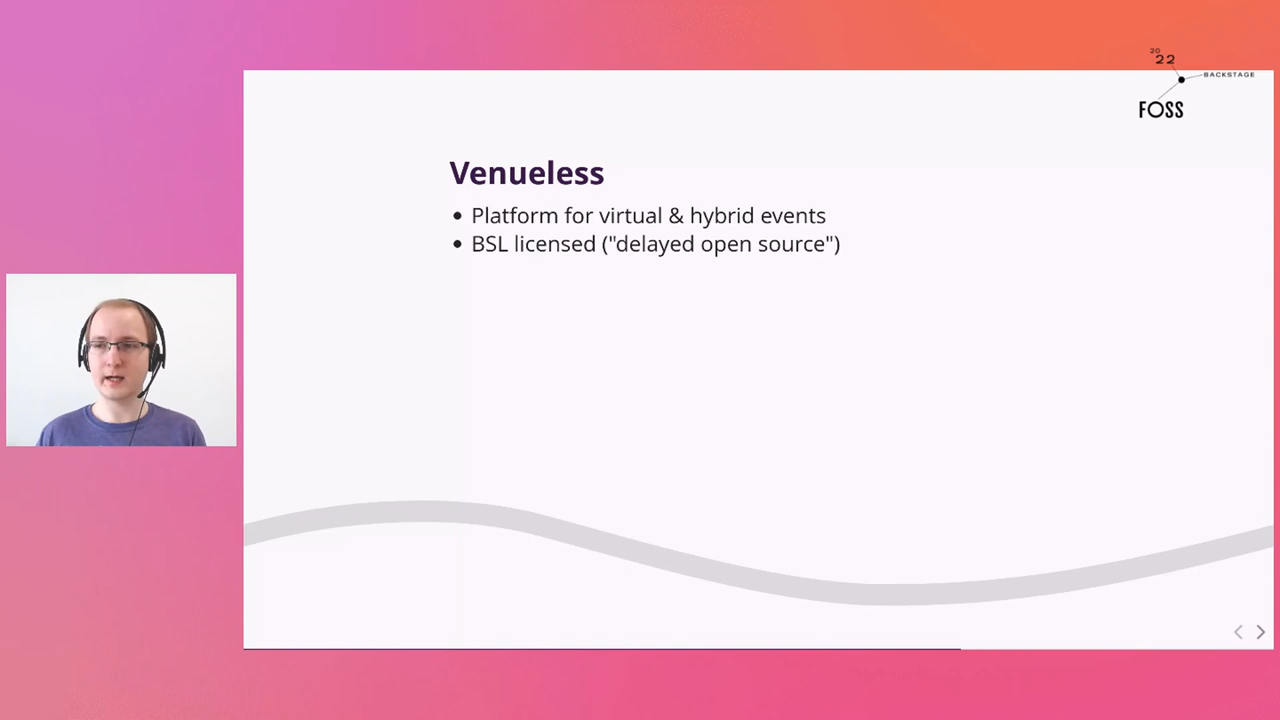 20
22
BACKSTAGE
FOSS
Venueless
• Platform for virtual & hybrid events
• BSL licensed ("delayed open source")